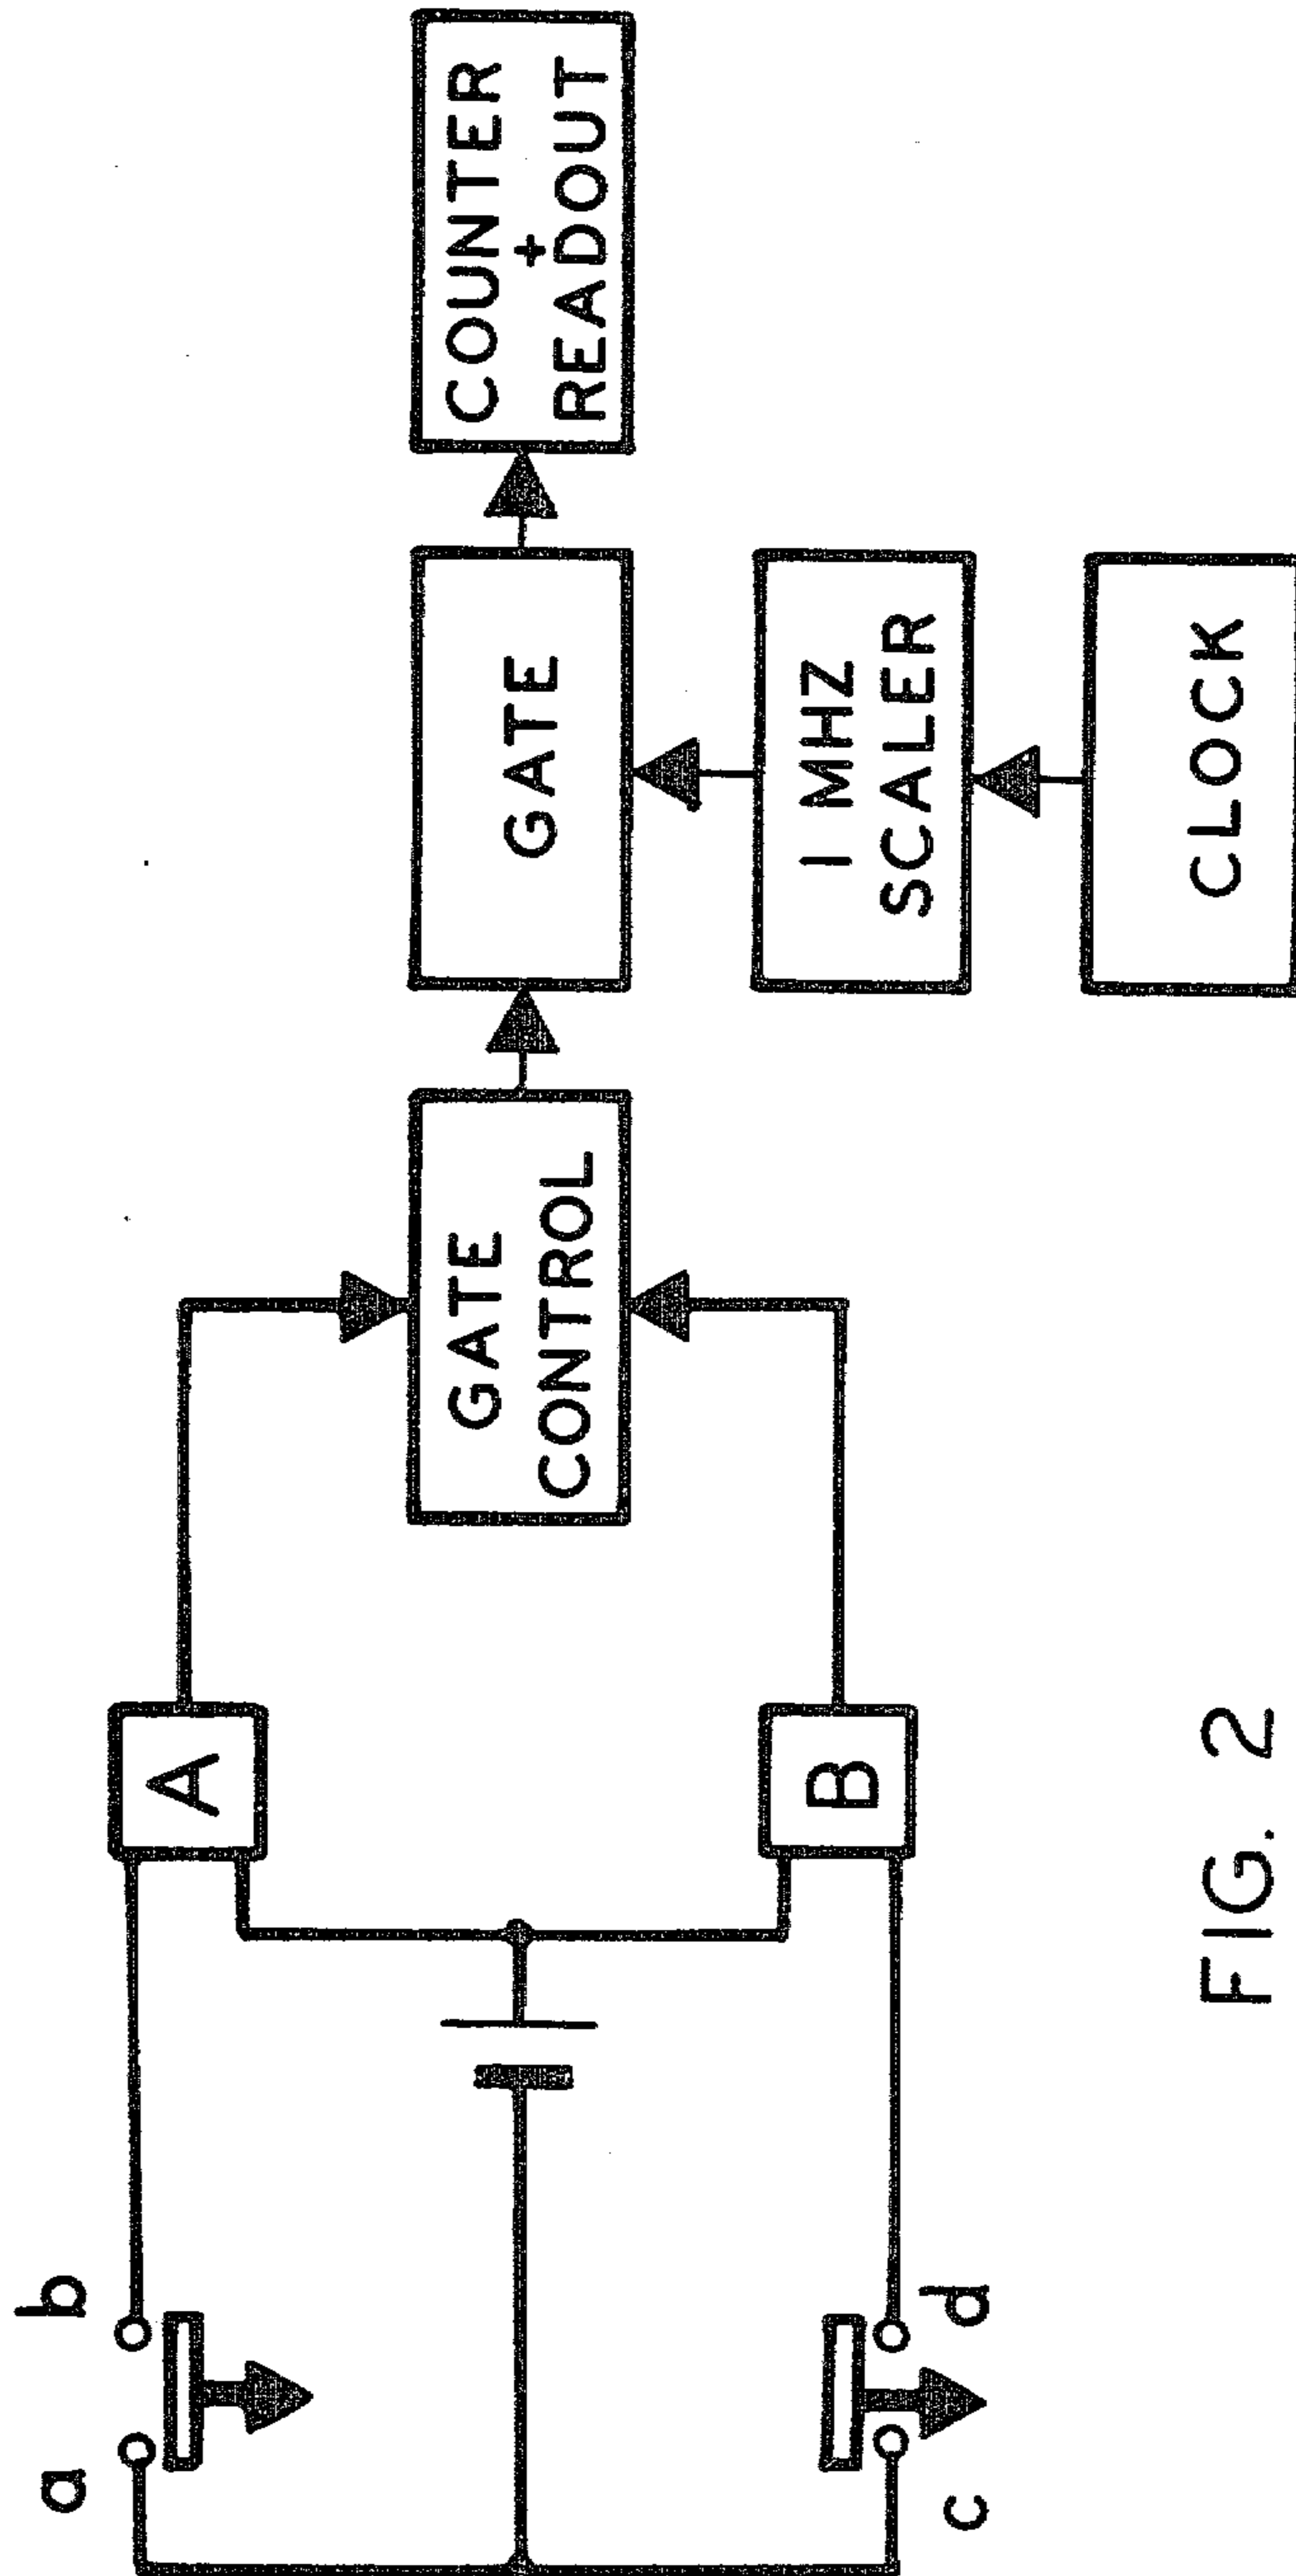 a
b
c
d
A
B
GATE
CONTROL
GATE
COUNTER
+
READOUT
1 MHZ
SCALER
CLOCK
FIG. 2